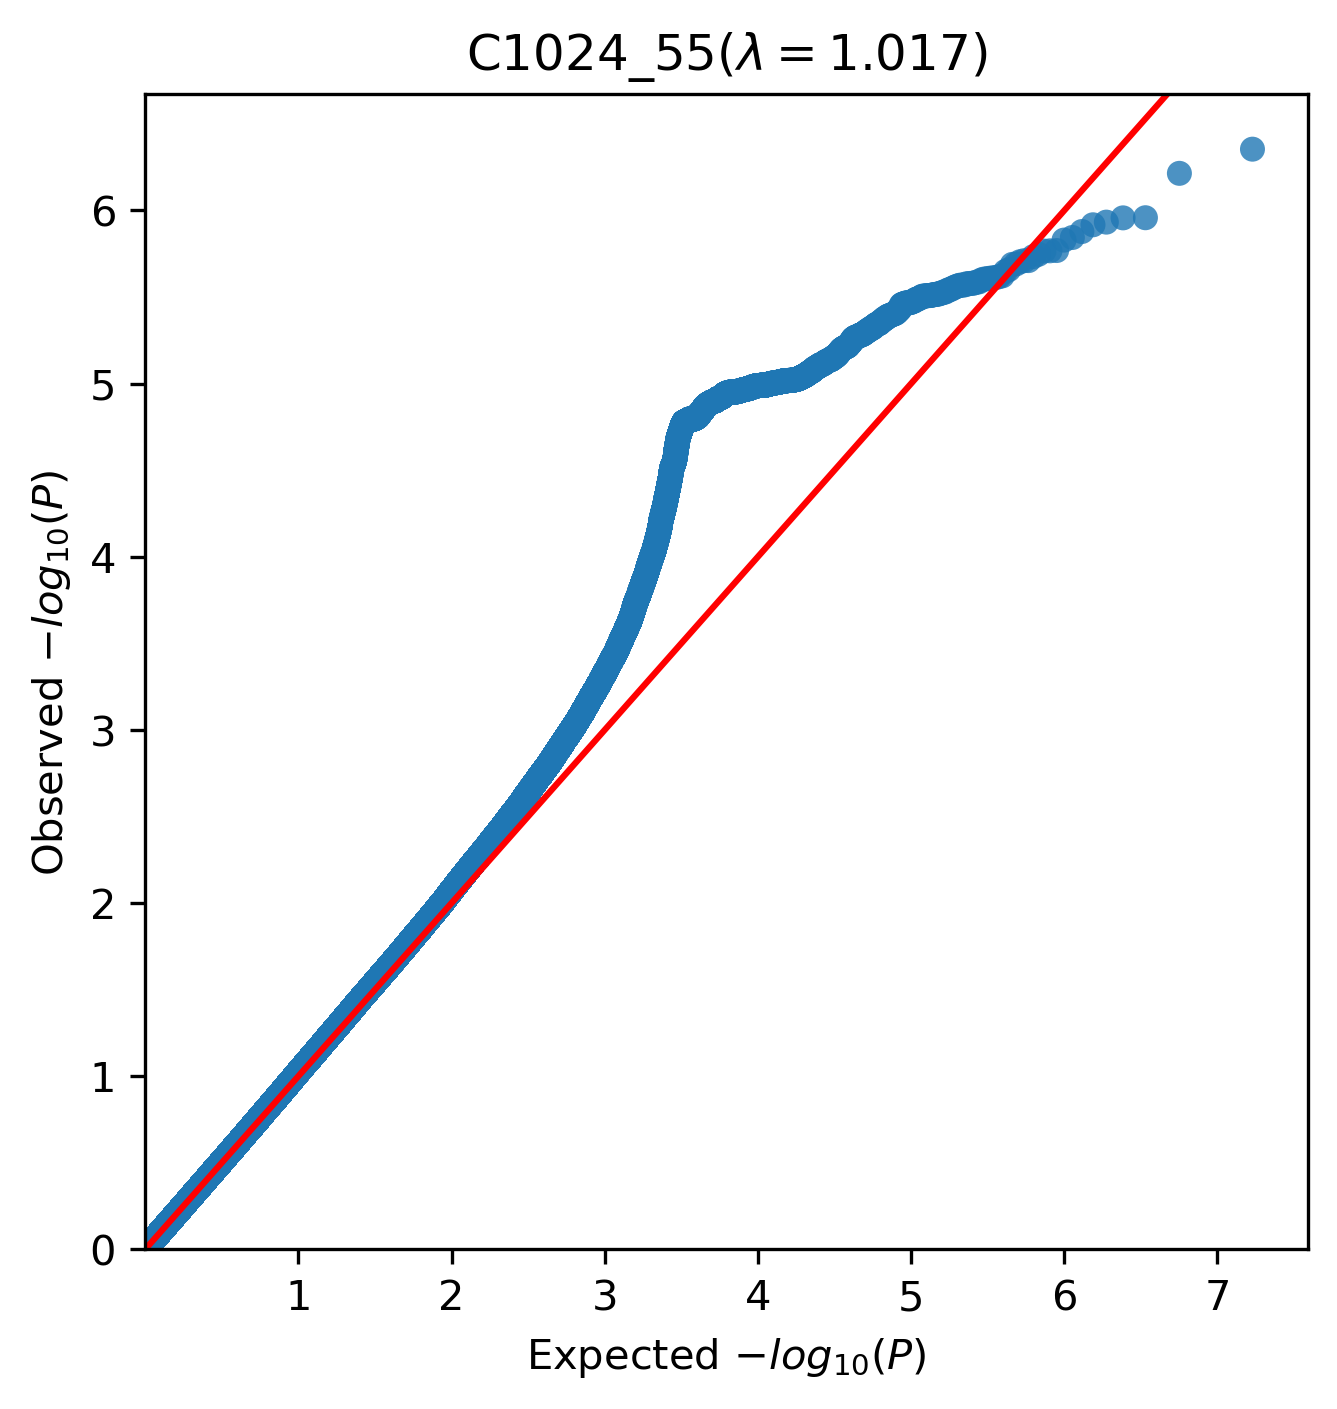 C1024_55(λ = 1.017)
Observed −log₁₀(P)
6
5
4
3
2
1
0
1 2 3 4 5 6 7
Expected −log₁₀(P)